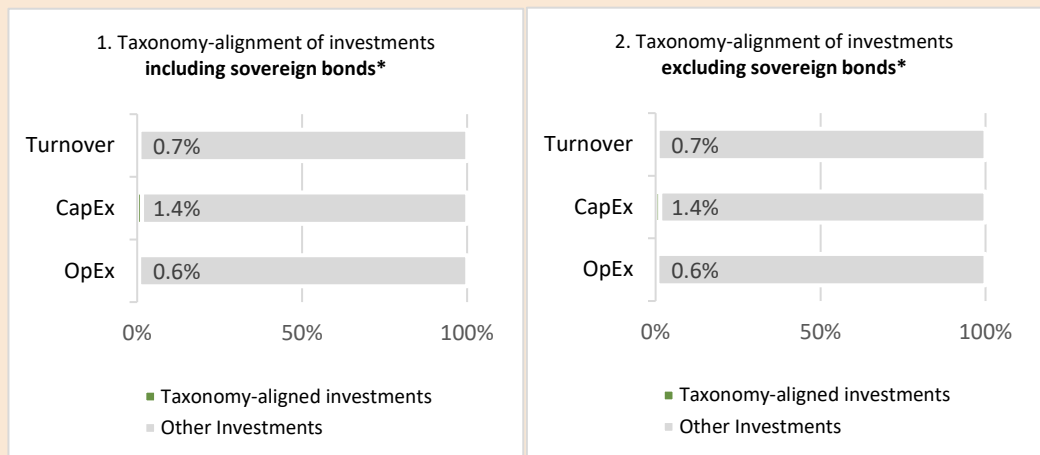 1. Taxonomy-alignment of investments
including sovereign bonds*
Turnover
0.7%
CapEx
1.4%
OpEx
0.6%
0%
50%
100%
Taxonomy-aligned investments
Other Investments
2. Taxonomy-alignment of investments
excluding sovereign bonds*
Turnover
0.7%
CapEx
1.4%
OpEx
0.6%
0%
50%
100%
Taxonomy-aligned investments
Other Investments